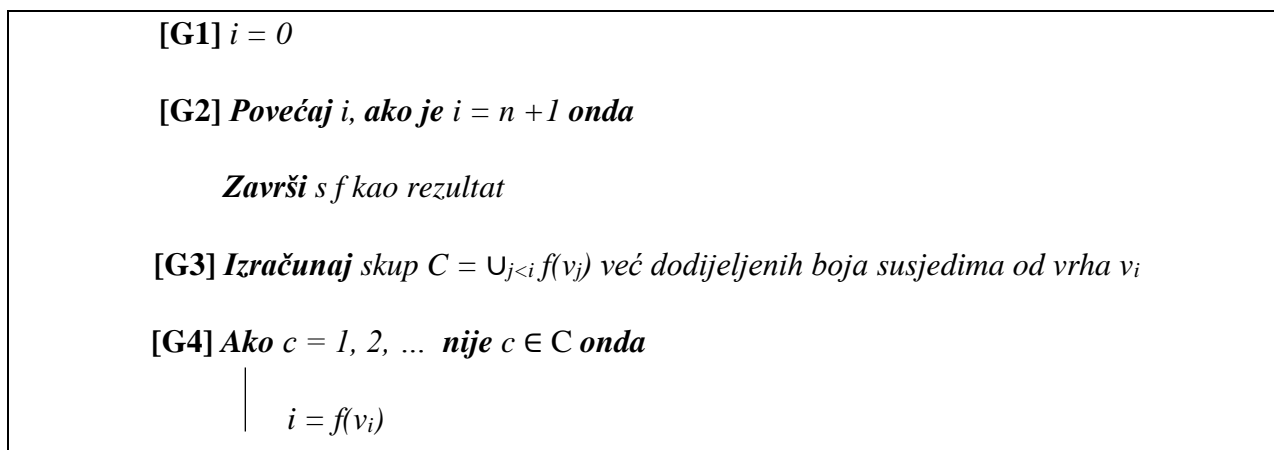 [G1] i = 0
[G2] Povećaj i, ako je i = n +1 onda
Završi s f kao rezultat
[G3] Izračunaj skup C = ∪j<i f(vj) već dodijeljenih boja susjedima od vrha vi
[G4] Ako c = 1, 2, … nije c ∈ C onda
i = f(vi)